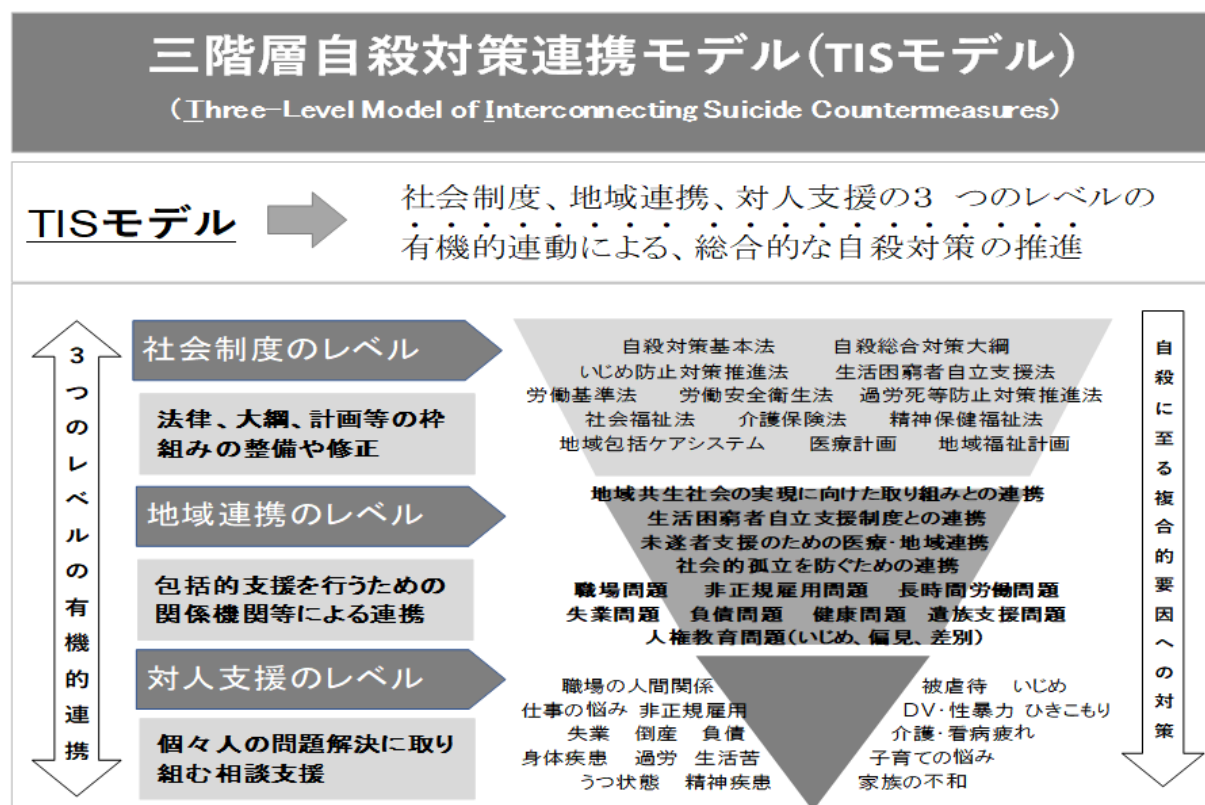 三階層自殺対策連携モデル(TISモデル)
(Three-Level Model of Interconnecting Suicide Countermeasures)
TISモデル
社会制度、地域連携、対人支援の3 つのレベルの
有機的連動による、総合的な自殺対策の推進
3つのレベルの有機的連携
社会制度のレベル
法律、大綱、計画等の枠
組みの整備や修正
自殺対策基本法 自殺総合対策大綱
いじめ防止対策推進法 生活困窮者自立支援法
労働基準法 労働安全衛生法 過労死等防止対策推進法
社会福祉法 介護保険法 精神保健福祉法
地域包括ケアシステム 医療計画 地域福祉計画
地域連携のレベル
包括的支援を行うための
関係機関等による連携
地域共生社会の実現に向けた取り組みとの連携
生活困窮者自立支援制度との連携
未遂者支援のための医療・地域連携
社会的孤立を防ぐための連携
職場問題 非正規雇用問題 長時間労働問題
失業問題 負債問題 健康問題 遺族支援問題
人権教育問題(いじめ、偏見、差別)
対人支援のレベル
個々人の問題解決に取り
組む相談支援
職場の人間関係 被虐待 いじめ
仕事の悩み 非正規雇用 DV・性暴力 ひきこもり
失業 倒産 負債 介護・看病疲れ
身体疾患 過労 生活苦 子育ての悩み
うつ状態 精神疾患 家族の不和
自殺に至る複合的要因への対策